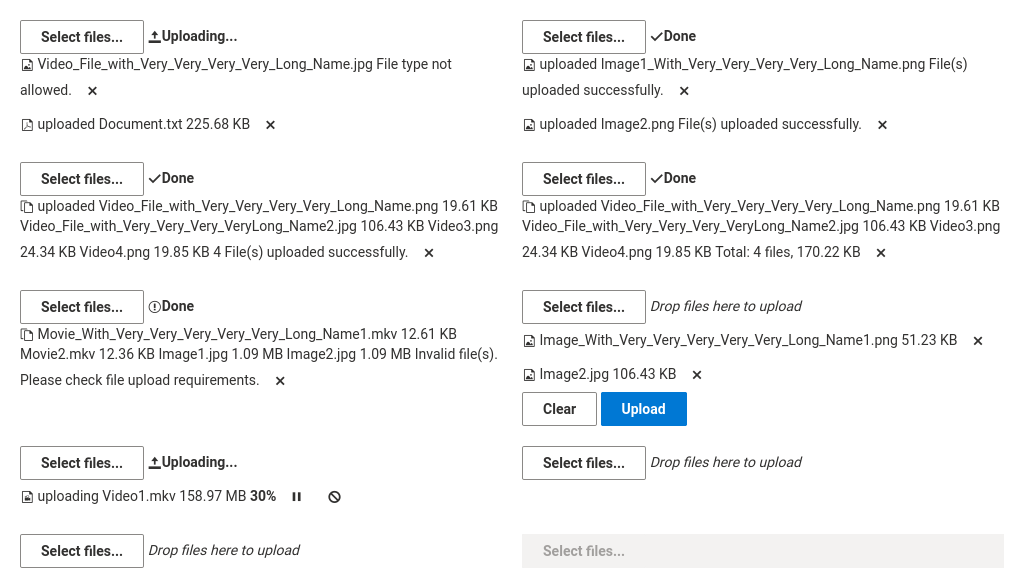 Select files... Uploading...
Video_File_with_Very_Very_Very_Very_Long_Name.jpg File type not
allowed.
uploaded Document.txt 225.68 KB
Select files... Done
uploaded Image1_With_Very_Very_Very_Very_Long_Name.png File(s)
uploaded successfully.
uploaded Image2.png File(s) uploaded successfully.
Select files... Done
uploaded Video_File_with_Very_Very_Very_Very_Long_Name.png 19.61 KB
Video_File_with_Very_Very_Very_VeryLong_Name2.jpg 106.43 KB Video3.png
24.34 KB Video4.png 19.85 KB 4 File(s) uploaded successfully.
Select files... Done
uploaded Video_File_with_Very_Very_Very_Very_Long_Name.png 19.61 KB
Video_File_with_Very_Very_Very_VeryLong_Name2.jpg 106.43 KB Video3.png
24.34 KB Video4.png 19.85 KB Total: 4 files, 170.22 KB
Select files... Done
Movie_With_Very_Very_Very_Very_Very_Long_Name1.mkv 12.61 KB
Movie2.mkv 12.36 KB Image1.jpg 1.09 MB Image2.jpg 1.09 MB Invalid file(s).
Please check file upload requirements.
Select files... Drop files here to upload
Image_With_Very_Very_Very_Very_Very_Long_Name1.png 51.23 KB
Image2.jpg 106.43 KB
Clear Upload
Select files... Uploading...
uploading Video1.mkv 158.97 MB 30%
Select files... Drop files here to upload
Select files... Drop files here to upload
Select files...